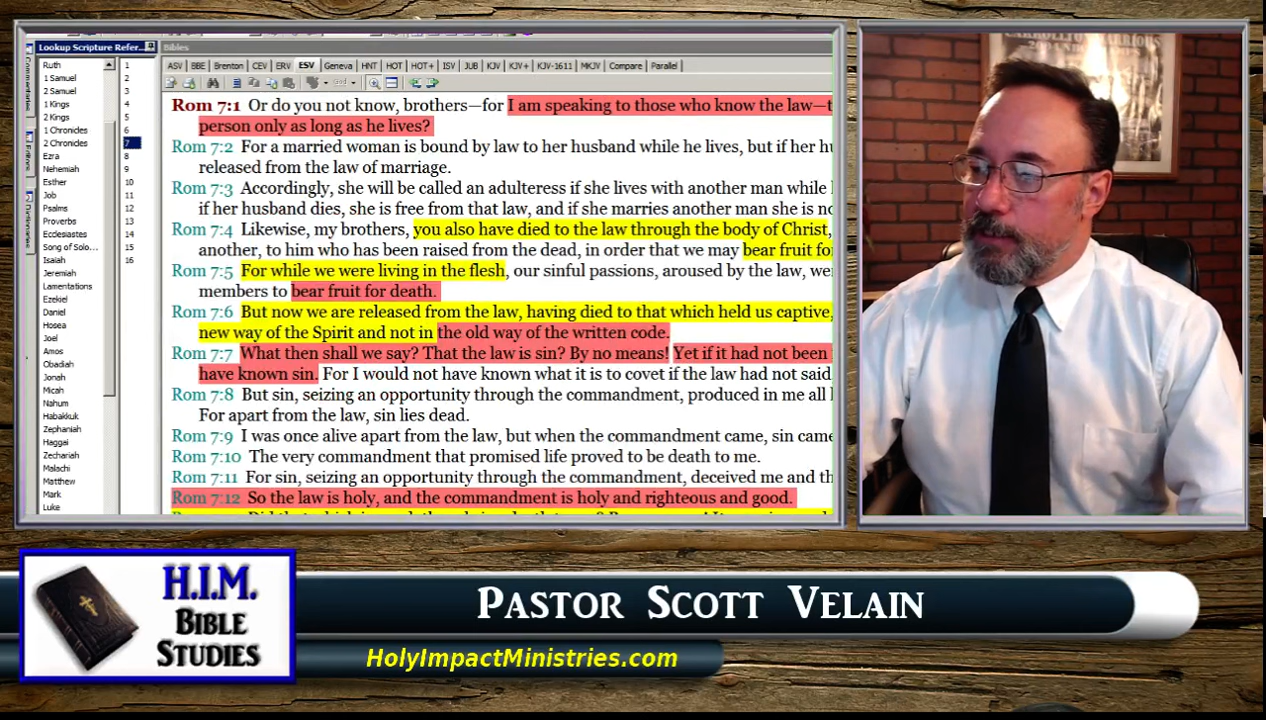 Lookup Scripture Refer...
Ruth
1 Samuel
2 Samuel
1 Kings
2 Kings
1 Chronicles
2 Chronicles
Ezra
Nehemiah
Esther
Job
Psalms
Proverbs
Ecclesastes
Song of Solo...
Isaiah
Jeremiah
Lamentations
Ezekiel
Daniel
Hosea
Joel
Amos
Obadiah
Jonah
Micah
Nahum
Habakkuk
Zephaniah
Haggai
Zechariah
Malachi
Matthew
Mark
Luke
1
2
3
4
5
6
7
8
9
10
11
12
13
14
15
16
Bibles
ASV BBE Brenton CEV ERV ESV Geneva HNT HOT HOT+ ISV JUB KJV KJV+ KJV-1611 MKJV Compare Parallel
Rom 7:1 Or do you not know, brothers—for I am speaking to those who know the law—t
person only as long as he lives?
Rom 7:2 For a married woman is bound by law to her husband while he lives, but if her hu
released from the law of marriage.
Rom 7:3 Accordingly, she will be called an adulteress if she lives with another man while
if her husband dies, she is free from that law, and if she marries another man she is no
Rom 7:4 Likewise, my brothers, you also have died to the law through the body of Christ,
another, to him who has been raised from the dead, in order that we may bear fruit fo
Rom 7:5 For while we were living in the flesh, our sinful passions, aroused by the law, we
members to bear fruit for death.
Rom 7:6 But now we are released from the law, having died to that which held us captive,
new way of the Spirit and not in the old way of the written code.
Rom 7:7 What then shall we say? That the law is sin? By no means! Yet if it had not been
have known sin. For I would not have known what it is to covet if the law had not said
Rom 7:8 But sin, seizing an opportunity through the commandment, produced in me all
For apart from the law, sin lies dead.
Rom 7:9 I was once alive apart from the law, but when the commandment came, sin came
Rom 7:10 The very commandment that promised life proved to be death to me.
Rom 7:11 For sin, seizing an opportunity through the commandment, deceived me and th
Rom 7:12 So the law is holy, and the commandment is holy and righteous and good.
CARROLLTON WARRIORS
H.I.M.
BIBLE
STUDIES
PASTOR SCOTT VELAIN
HolyImpactMinistries.com